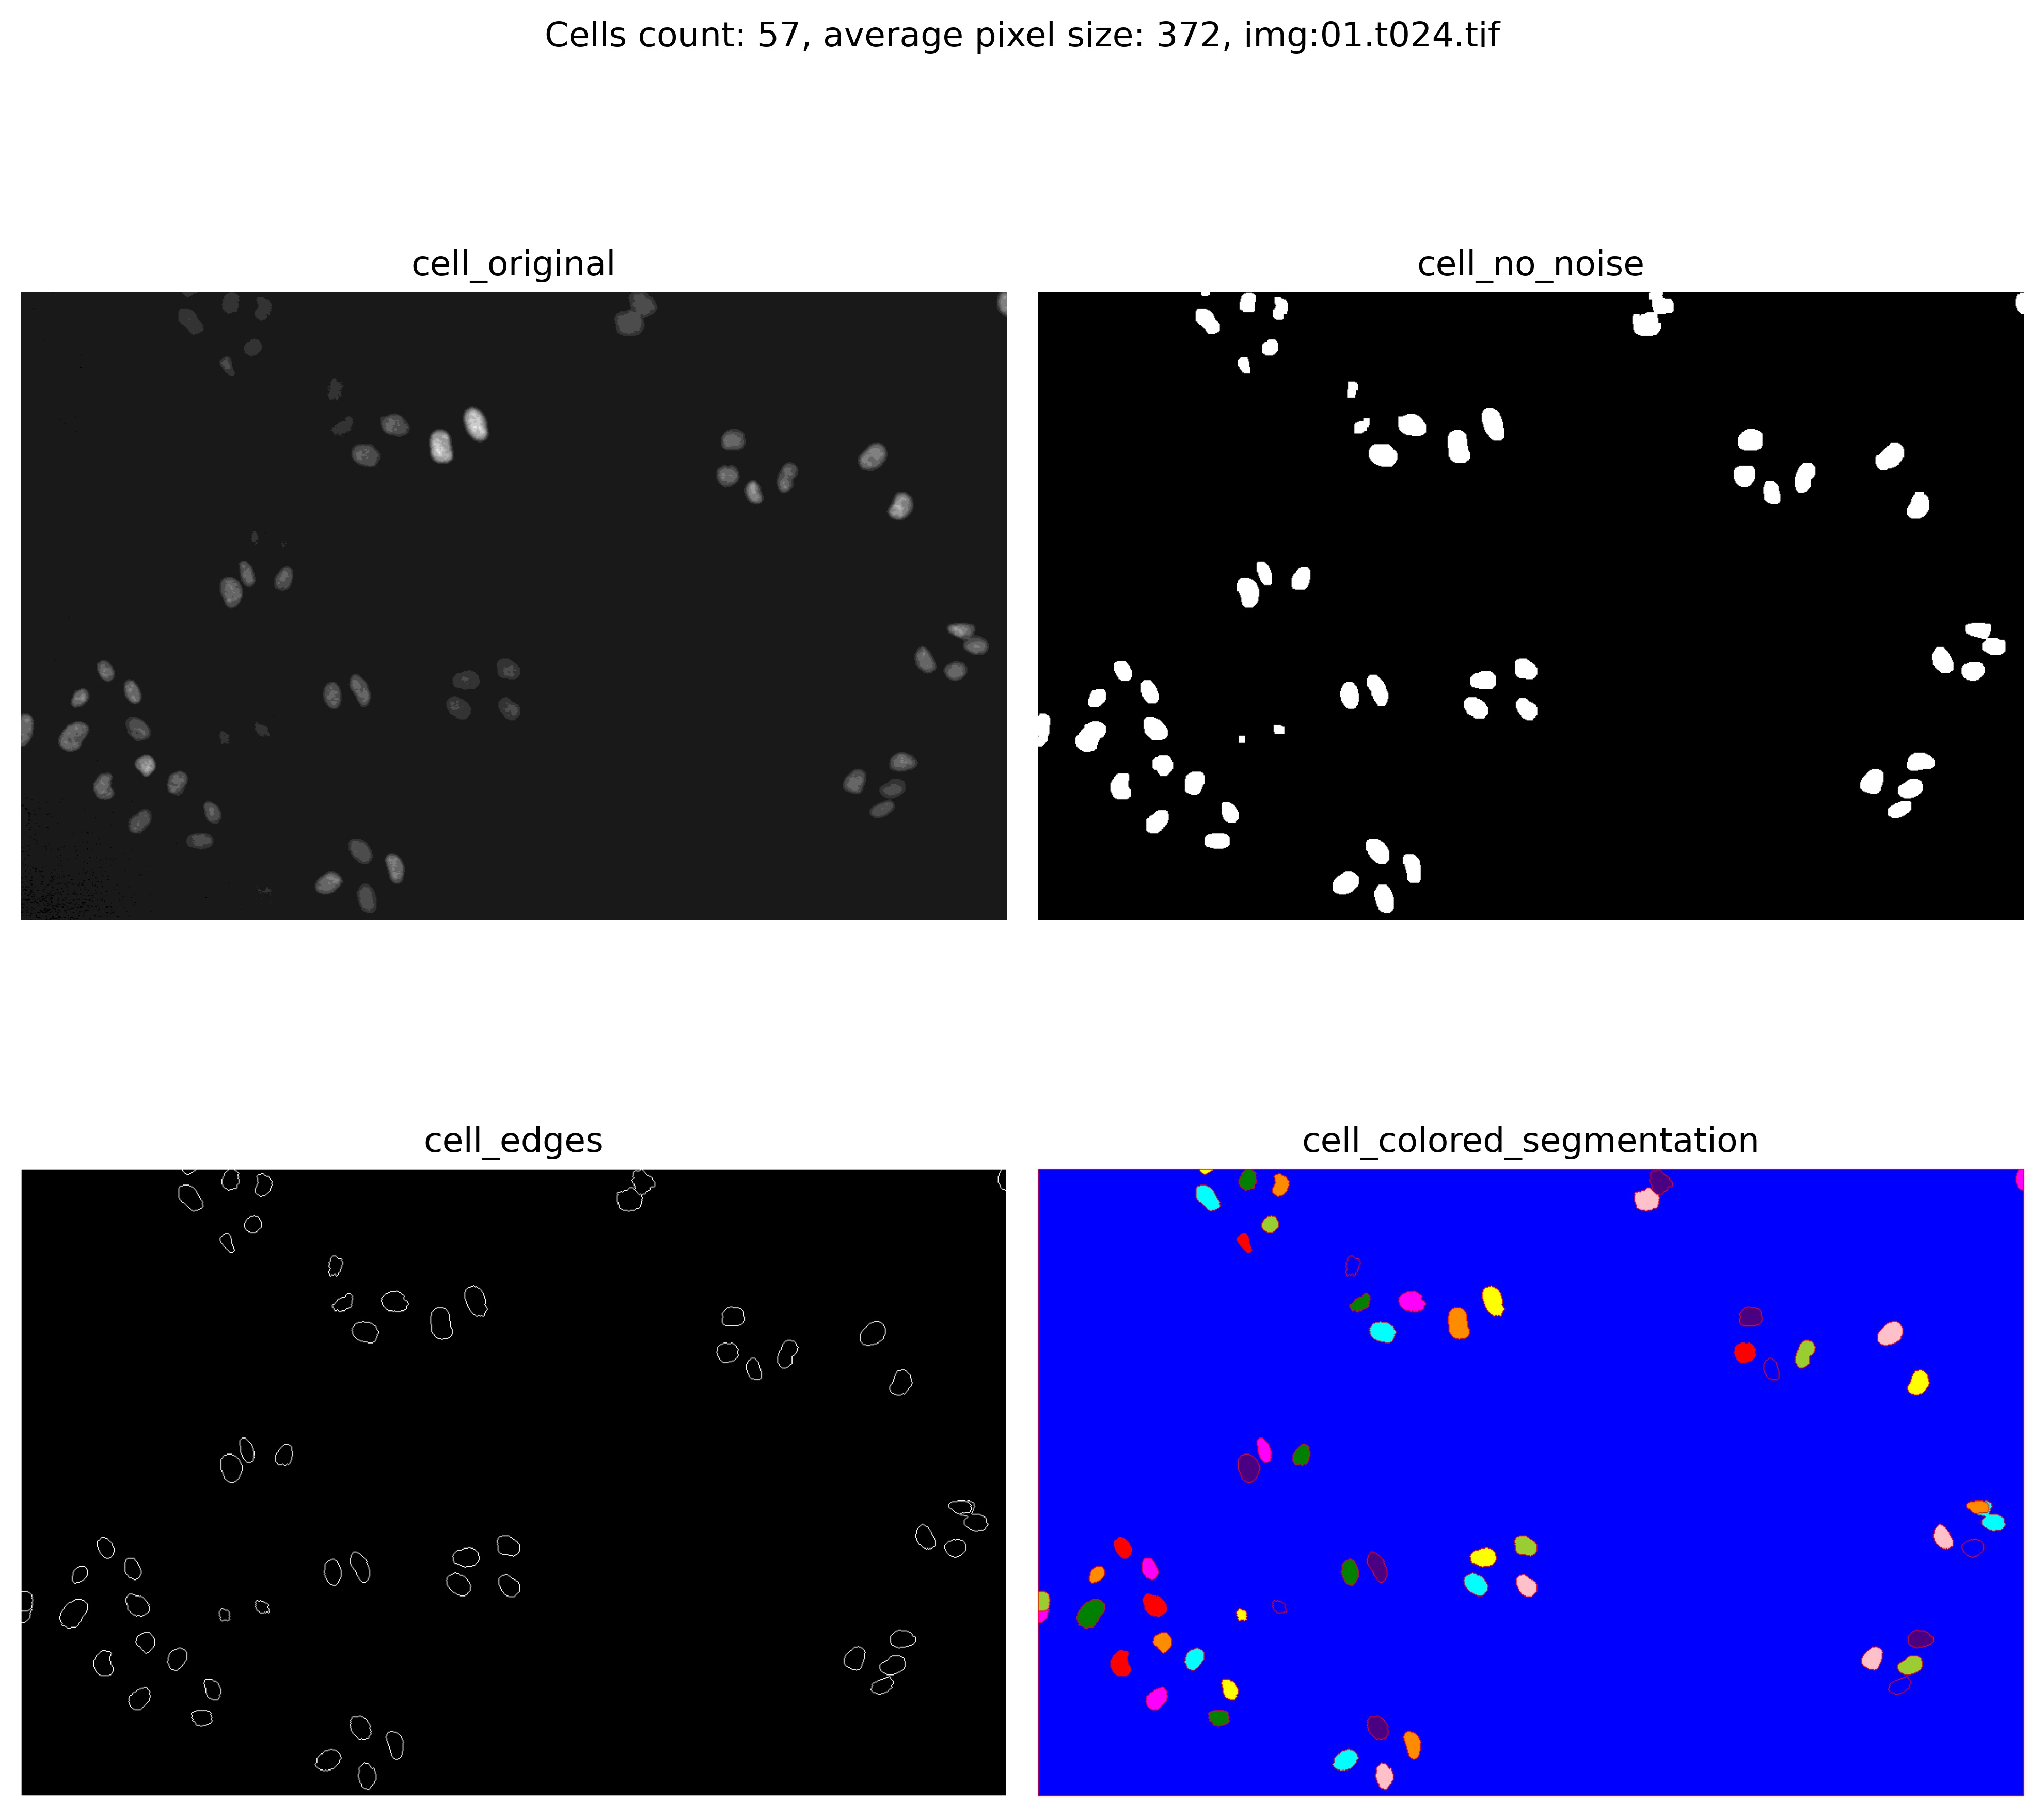 Cells count: 57, average pixel size: 372, img:01.t024.tif
cell_original
cell_no_noise
cell_edges
cell_colored_segmentation